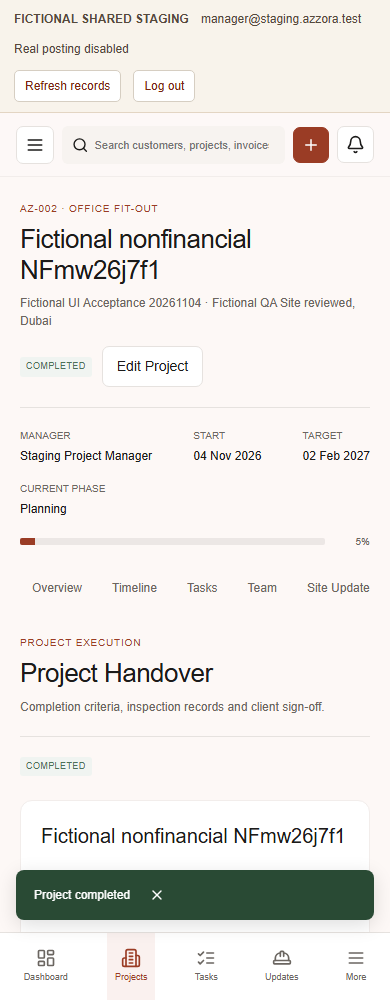 FICTIONAL SHARED STAGING manager@staging.azzora.test
Real posting disabled
Refresh records Log out
Search customers, projects, invoice
AZ-002 · OFFICE FIT-OUT
Fictional nonfinancial
NFmw26j7f1
Fictional UI Acceptance 20261104 · Fictional QA Site reviewed,
Dubai
COMPLETED Edit Project
MANAGER START TARGET
Staging Project Manager 04 Nov 2026 02 Feb 2027
CURRENT PHASE
Planning
5%
Overview Timeline Tasks Team Site Update
PROJECT EXECUTION
Project Handover
Completion criteria, inspection records and client sign-off.
COMPLETED
Fictional nonfinancial NFmw26j7f1
Project completed
Dashboard Projects Tasks Updates More